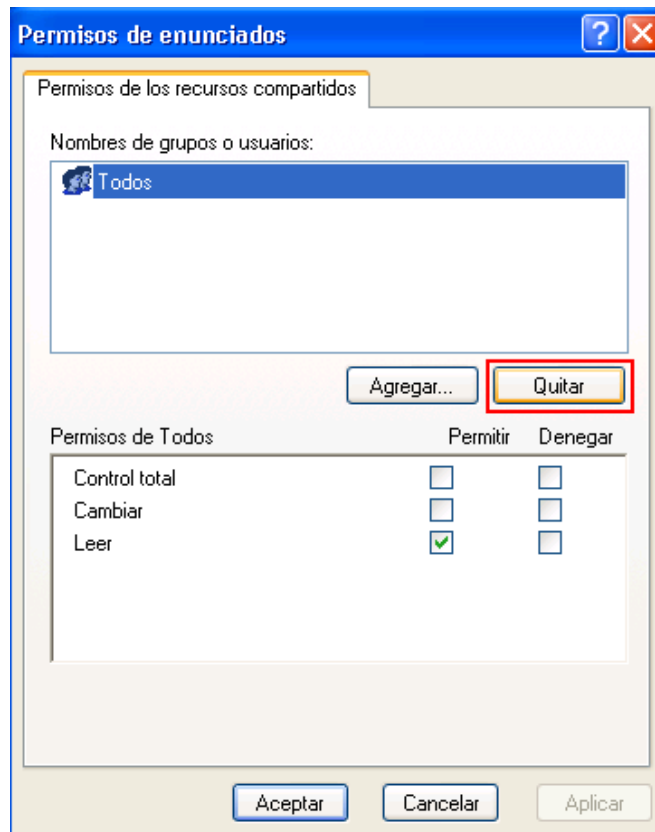 Permisos de enunciados
Permisos de los recursos compartidos
Nombres de grupos o usuarios:
Todos
Agregar... Quitar
Permisos de Todos Permitir Denegar
Control total
Cambiar
Leer
Aceptar Cancelar Aplicar